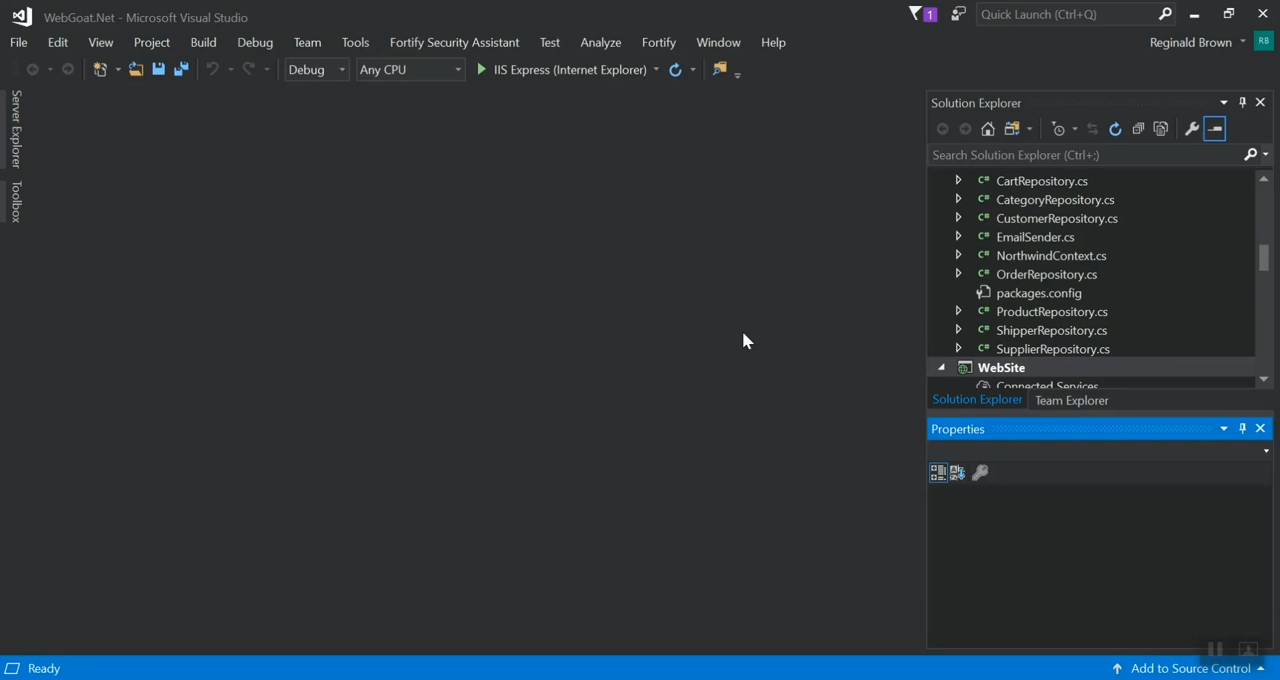 WebGoat.Net - Microsoft Visual Studio
1
Quick Launch (Ctrl+Q)
File Edit View Project Build Debug Team Tools Fortify Security Assistant Test Analyze Fortify Window Help
Reginald Brown
RB
Debug
Any CPU
IIS Express (Internet Explorer)
Server Explorer
Toolbox
Solution Explorer
Search Solution Explorer (Ctrl+;)
C# CartRepository.cs
C# CategoryRepository.cs
C# CustomerRepository.cs
C# EmailSender.cs
C# NorthwindContext.cs
C# OrderRepository.cs
packages.config
C# ProductRepository.cs
C# ShipperRepository.cs
C# SupplierRepository.cs
WebSite
Connected Services
Solution Explorer Team Explorer
Properties
Ready
Add to Source Control